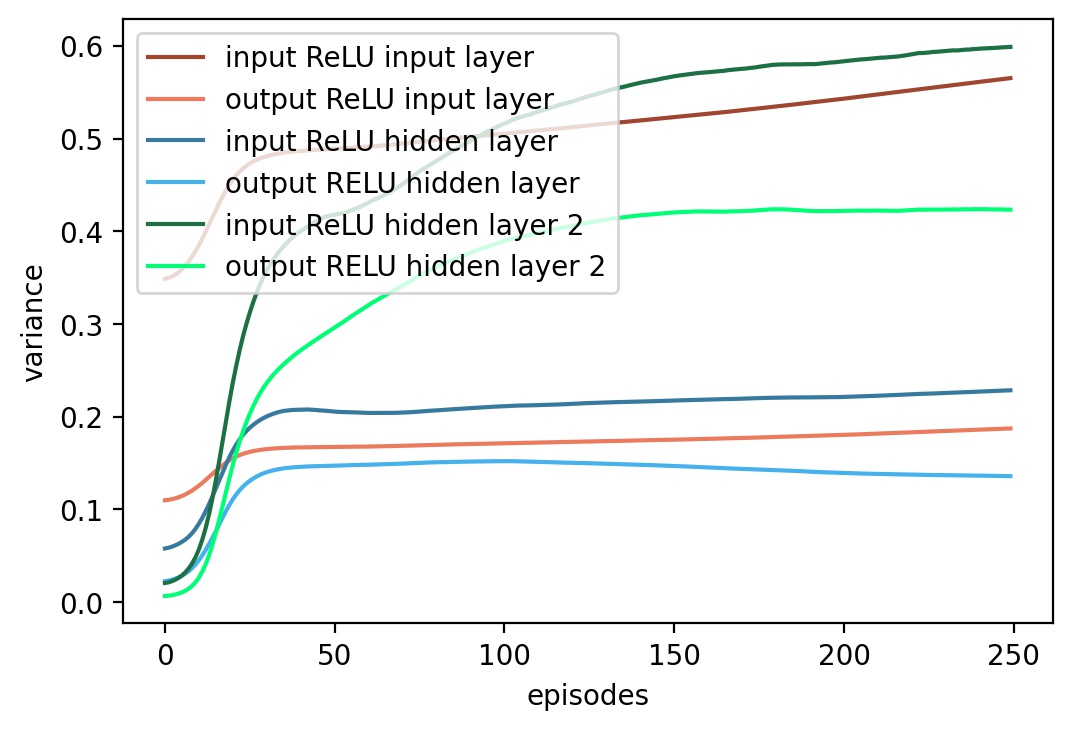 0.6
0.5
0.4
0.3
0.2
0.1
0.0
variance
input ReLU input layer
output ReLU input layer
input ReLU hidden layer
output RELU hidden layer
input ReLU hidden layer 2
output RELU hidden layer 2
0 50 100 150 200 250
episodes